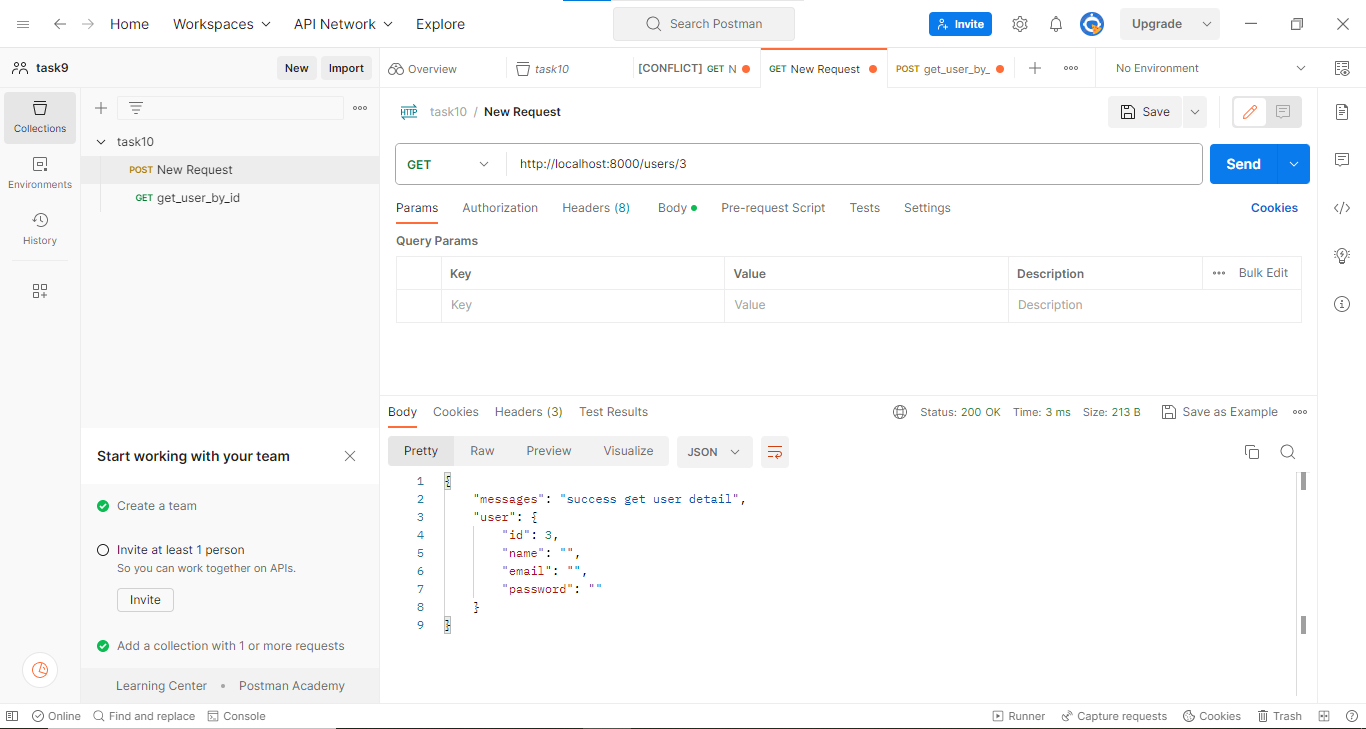 Home Workspaces API Network Explore Search Postman Invite Upgrade
task9 New Import Overview task10 [CONFLICT] GET N GET New Request POST get_user_by_ No Environment
Collections
Environments
History
task10
POST New Request
GET get_user_by_id
HTTP task10 / New Request Save
GET http://localhost:8000/users/3 Send
Params Authorization Headers (8) Body Pre-request Script Tests Settings Cookies
Query Params
Key Value Description Bulk Edit
Key Value Description
Body Cookies Headers (3) Test Results Status: 200 OK Time: 3 ms Size: 213 B Save as Example
Pretty Raw Preview Visualize JSON
1 {
2 "messages": "success get user detail",
3 "user": {
4 "id": 3,
5 "name": "",
6 "email": "",
7 "password": ""
8 }
9 }
Start working with your team
Create a team
Invite at least 1 person
So you can work together on APIs.
Invite
Add a collection with 1 or more requests
Learning Center • Postman Academy
Online Find and replace Console Runner Capture requests Cookies Trash